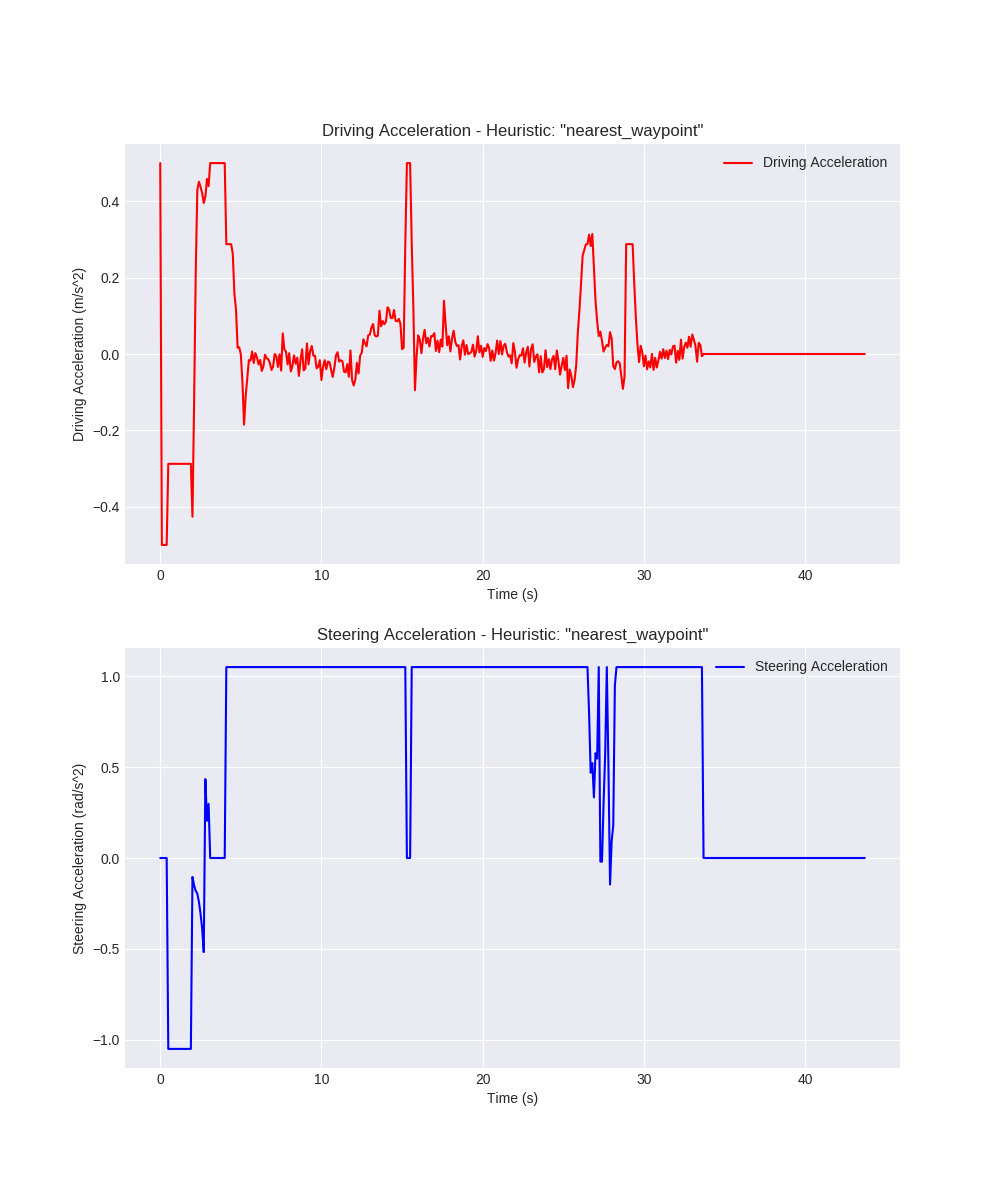 Driving Acceleration - Heuristic: "nearest_waypoint"
Driving Acceleration
Driving Acceleration (m/s^2)
0.4
0.2
0.0
−0.2
−0.4
0 10 20 30 40
Time (s)
Steering Acceleration - Heuristic: "nearest_waypoint"
Steering Acceleration
Steering Acceleration (rad/s^2)
1.0
0.5
0.0
−0.5
−1.0
0 10 20 30 40
Time (s)